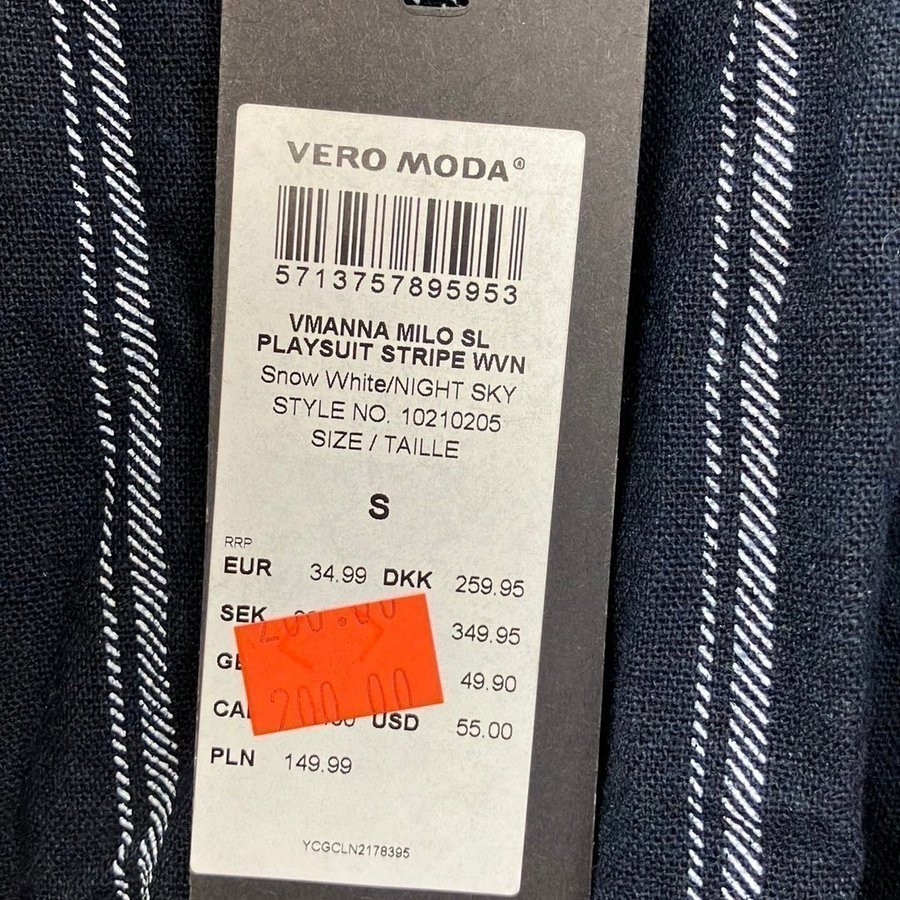 VERO MODA®
5713757895953
VMANNA MILO SL
PLAYSUIT STRIPE WVN
Snow White/NIGHT SKY
STYLE NO. 10210205
SIZE / TAILLE
S
RRP
EUR 34.99 DKK 259.95
SEK 349.95
200.00
49.90
200.00
USD 55.00
PLN 149.99
YCGCLN2178395